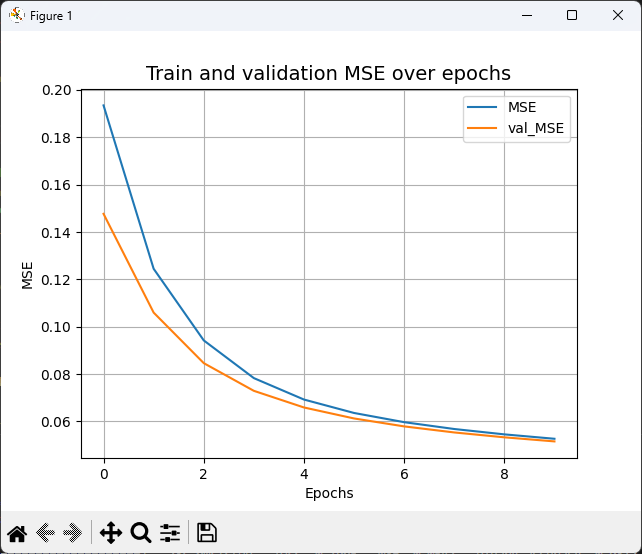 Figure 1
Train and validation MSE over epochs
0.20
0.18
0.16
0.14
0.12
0.10
0.08
0.06
MSE
MSE
val_MSE
0 2 4 6 8
Epochs